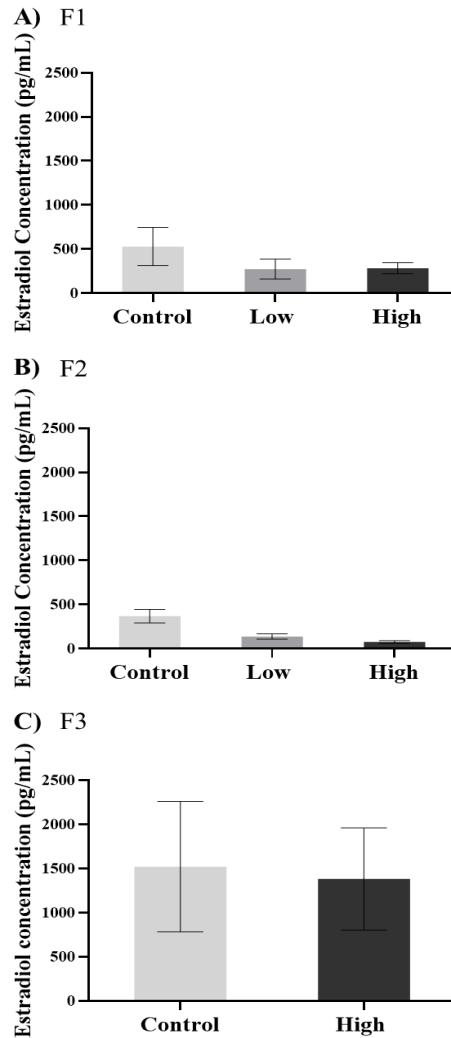 A) F1
Estradiol Concentration (pg/mL)
2500
2000
1500
1000
500
0
Control Low High
B) F2
Estradiol Concentration (pg/mL)
2500
2000
1500
1000
500
0
Control Low High
C) F3
Estradiol concentration (pg/mL)
2500
2000
1500
1000
500
0
Control High